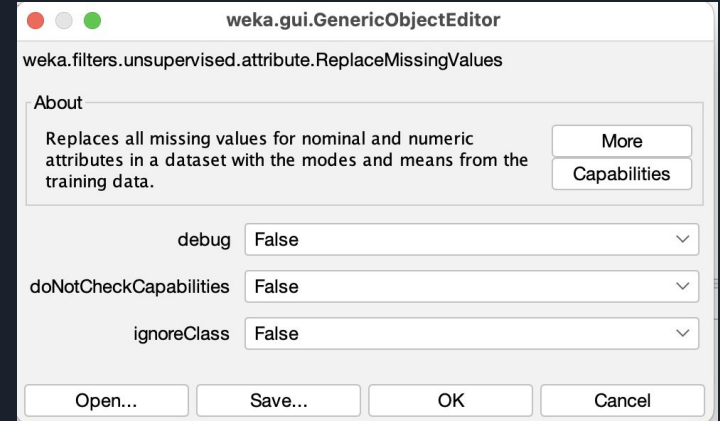 weka.gui.GenericObjectEditor
weka.filters.unsupervised.attribute.ReplaceMissingValues
About
Replaces all missing values for nominal and numeric
attributes in a dataset with the modes and means from the
training data.
More
Capabilities
debug False
doNotCheckCapabilities False
ignoreClass False
Open... Save... OK Cancel